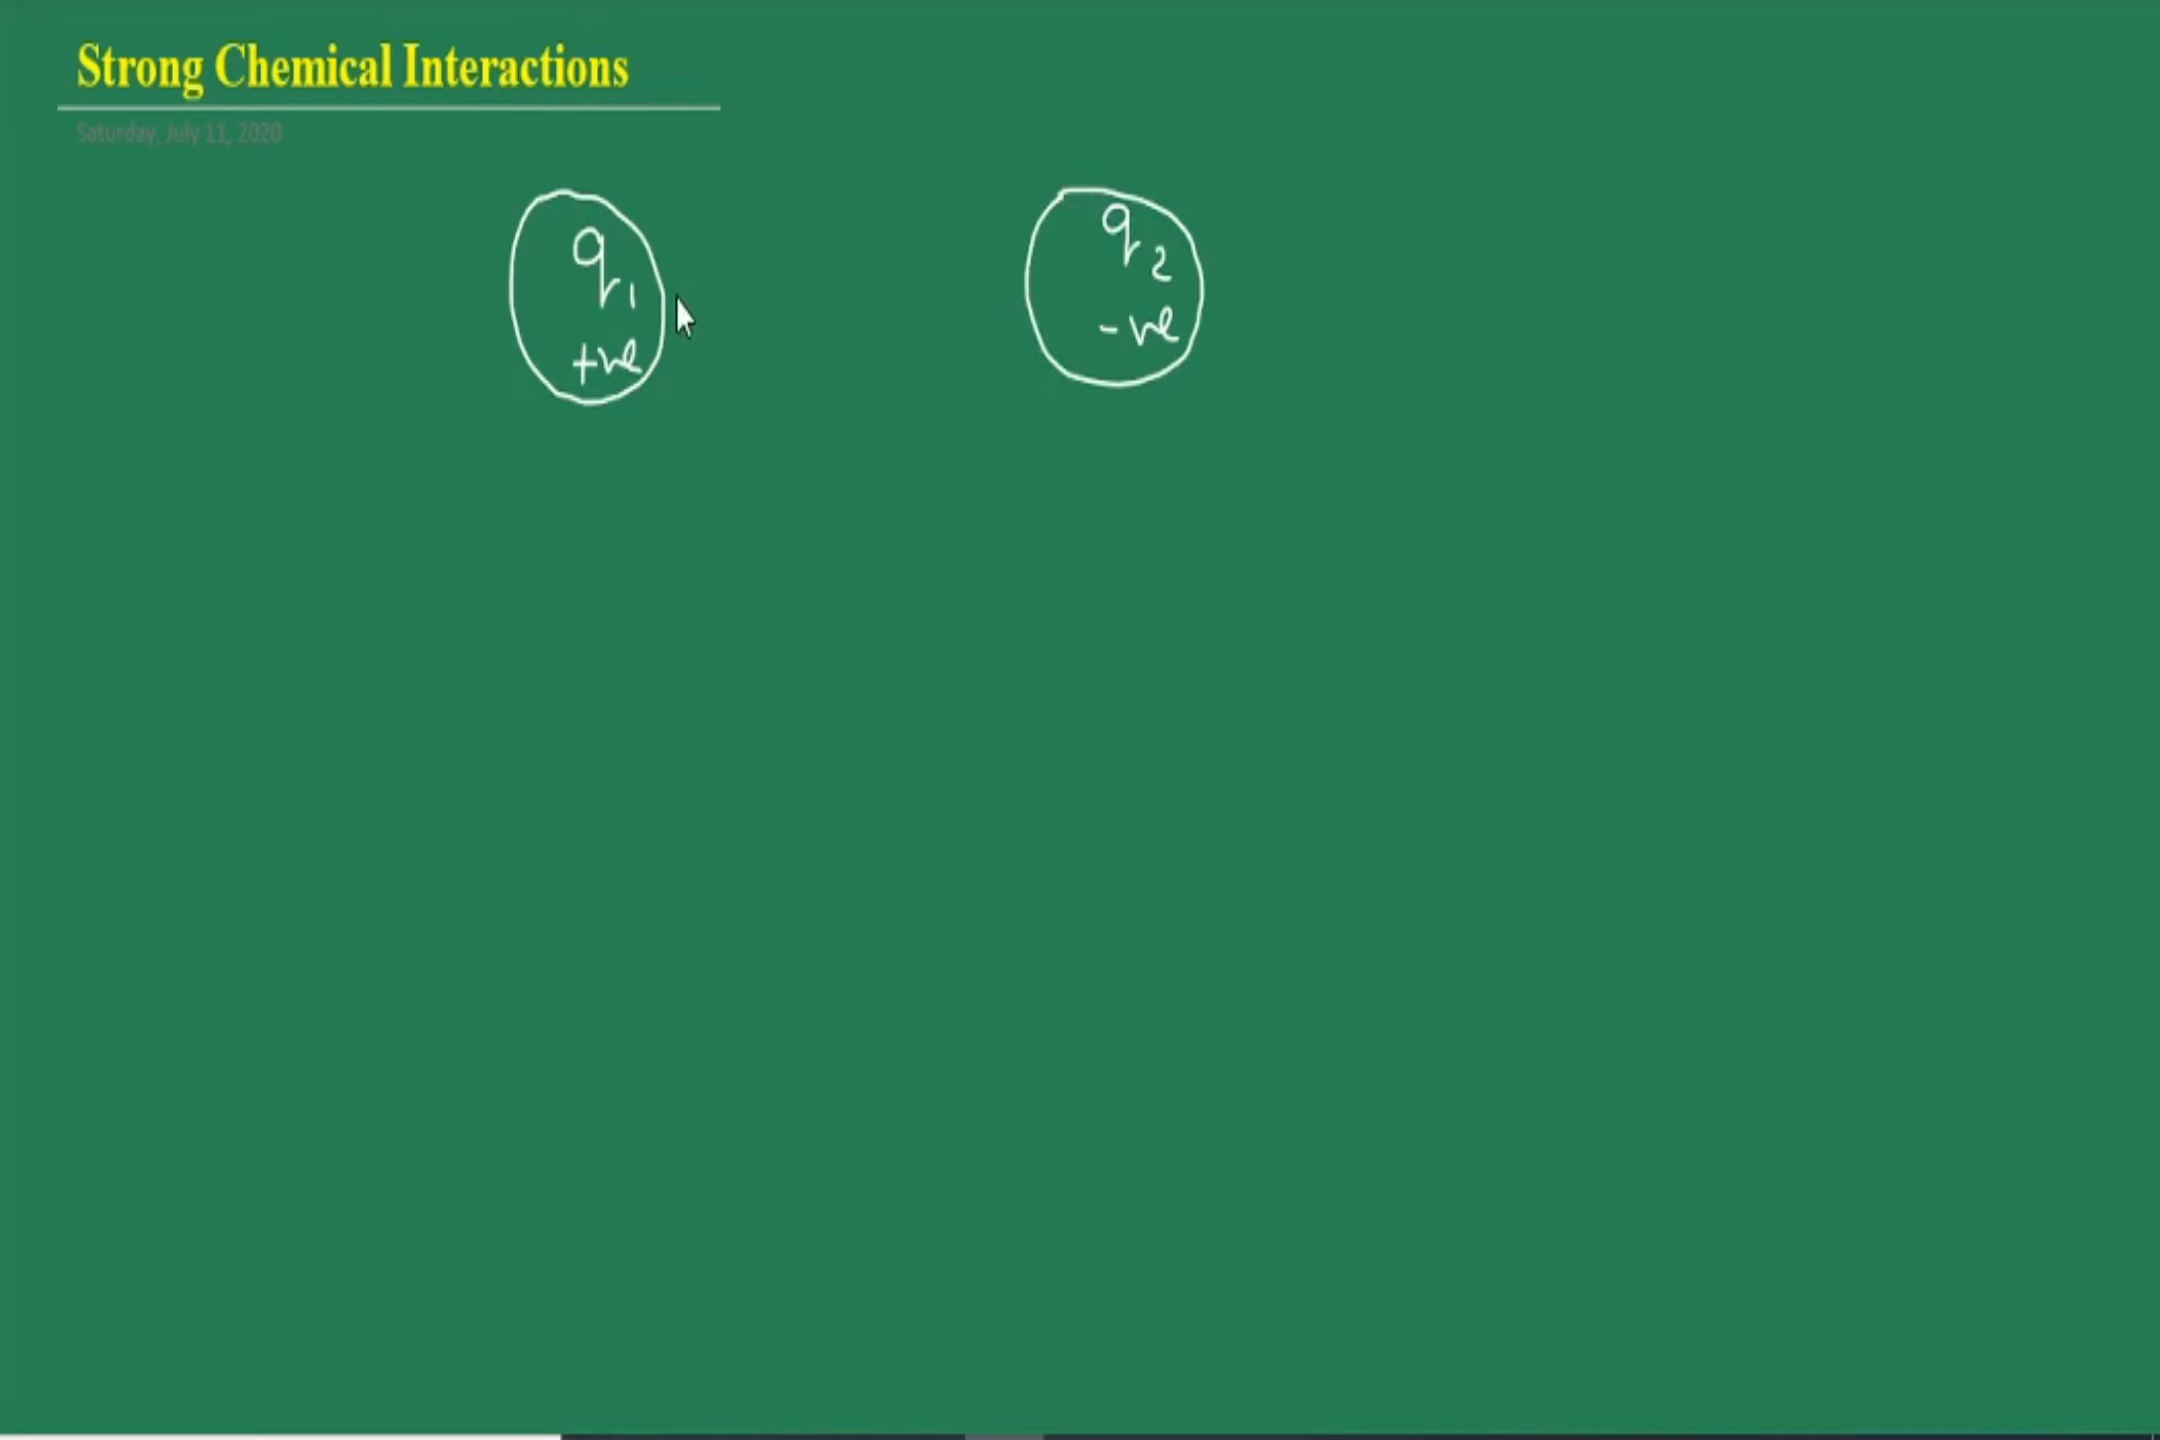 Strong Chemical Interactions
Saturday, July 11, 2020
q1
+ve
q2
-ve